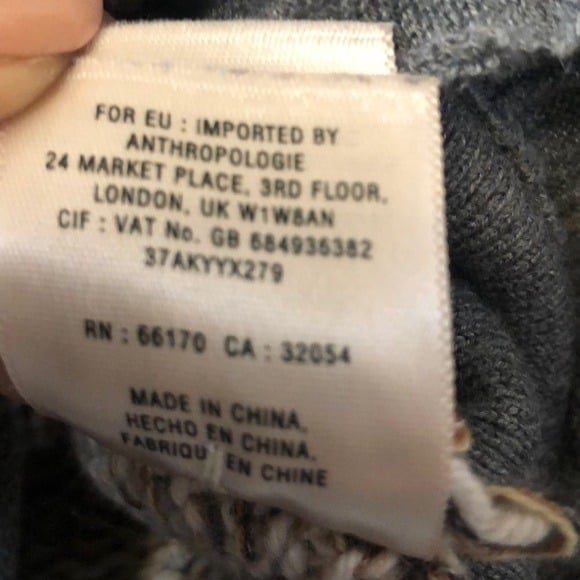 FOR EU : IMPORTED BY
ANTHROPOLOGIE
24 MARKET PLACE, 3RD FLOOR,
LONDON, UK W1W8AN
CIF : VAT No. GB 684936382
37AKYYX279
RN : 66170 CA : 32054
MADE IN CHINA.
HECHO EN CHINA.
FABRIQU EN CHINE